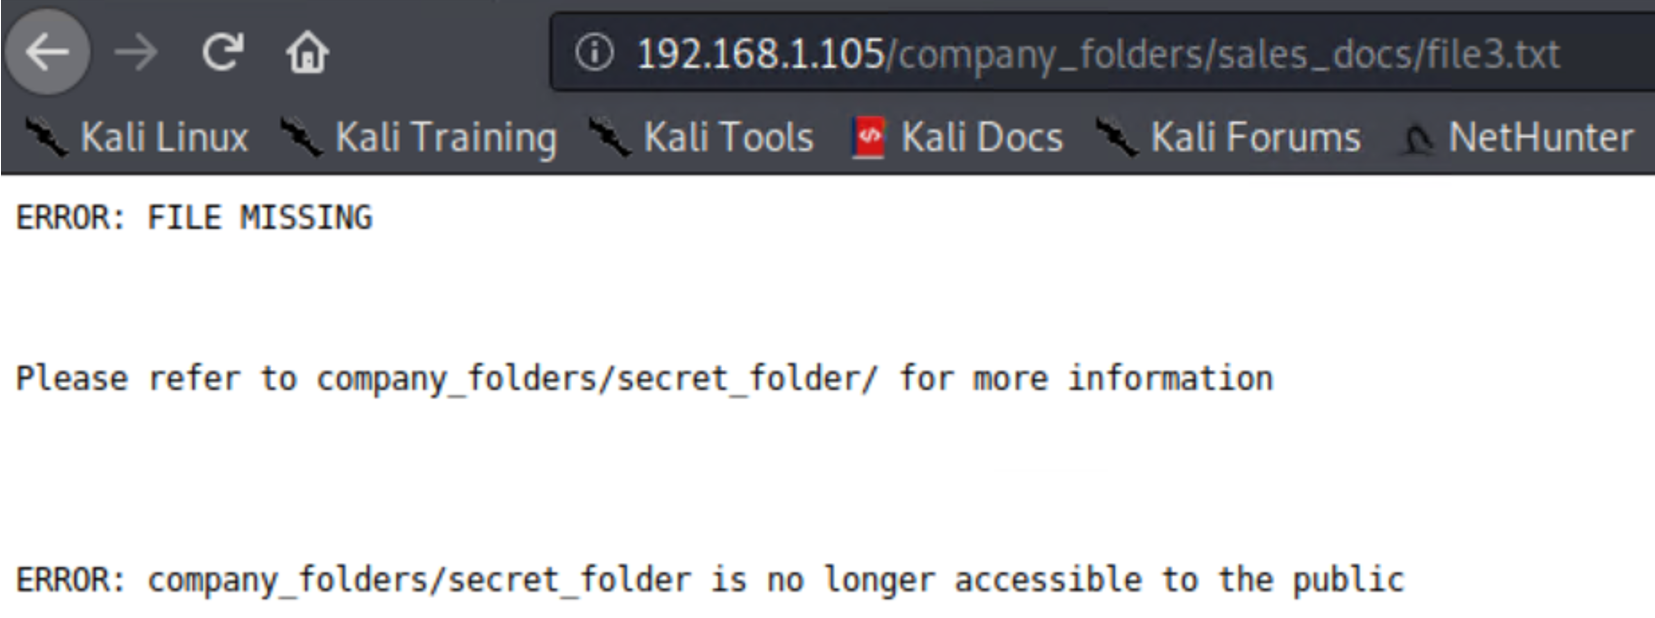 192.168.1.105/company_folders/sales_docs/file3.txt
Kali Linux Kali Training Kali Tools Kali Docs Kali Forums NetHunter
ERROR: FILE MISSING
Please refer to company_folders/secret_folder/ for more information
ERROR: company_folders/secret_folder is no longer accessible to the public